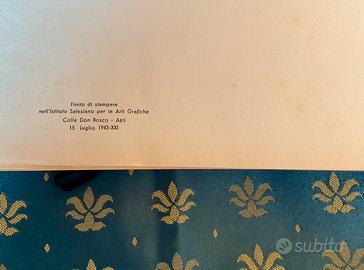 Finito di stampare
nell'Istituto Salesiano per le Arti Grafiche
Colle Don Bosco - Asti
15 Luglio 1943-XXI
subito